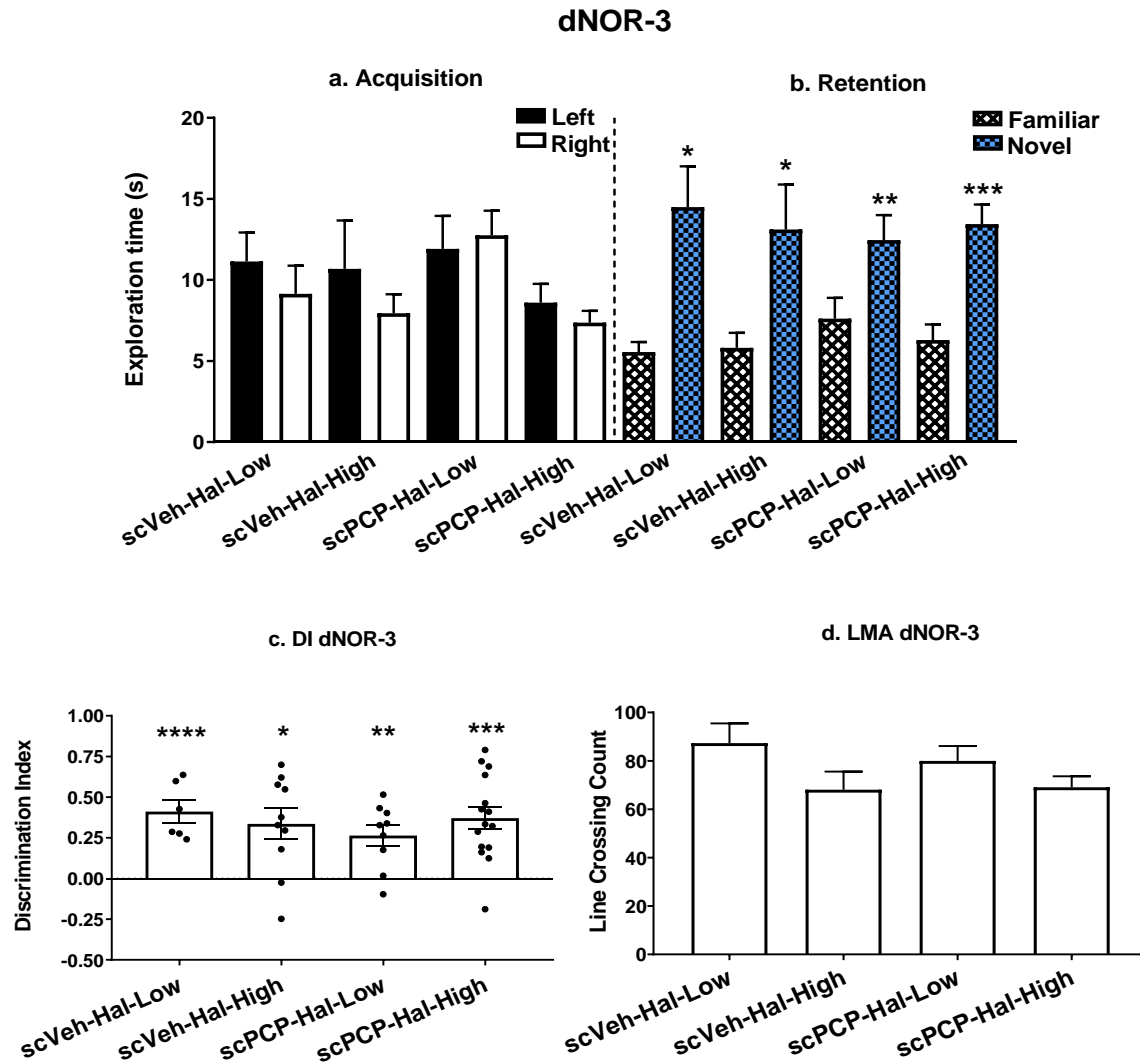 dNOR-3
a. Acquisition
b. Retention
Left
Right
Familiar
Novel
Exploration time (s)
20
15
10
5
0
* * ** ***
scVeh-Hal-Low
scVeh-Hal-High
scPCP-Hal-Low
scPCP-Hal-High
scVeh-Hal-Low
scVeh-Hal-High
scPCP-Hal-Low
scPCP-Hal-High
c. DI dNOR-3
Discrimination Index
1.00
0.75
0.50
0.25
0.00
-0.25
-0.50
**** * ** ***
scVeh-Hal-Low
scVeh-Hal-High
scPCP-Hal-Low
scPCP-Hal-High
d. LMA dNOR-3
Line Crossing Count
100
80
60
40
20
0
scVeh-Hal-Low
scVeh-Hal-High
scPCP-Hal-Low
scPCP-Hal-High